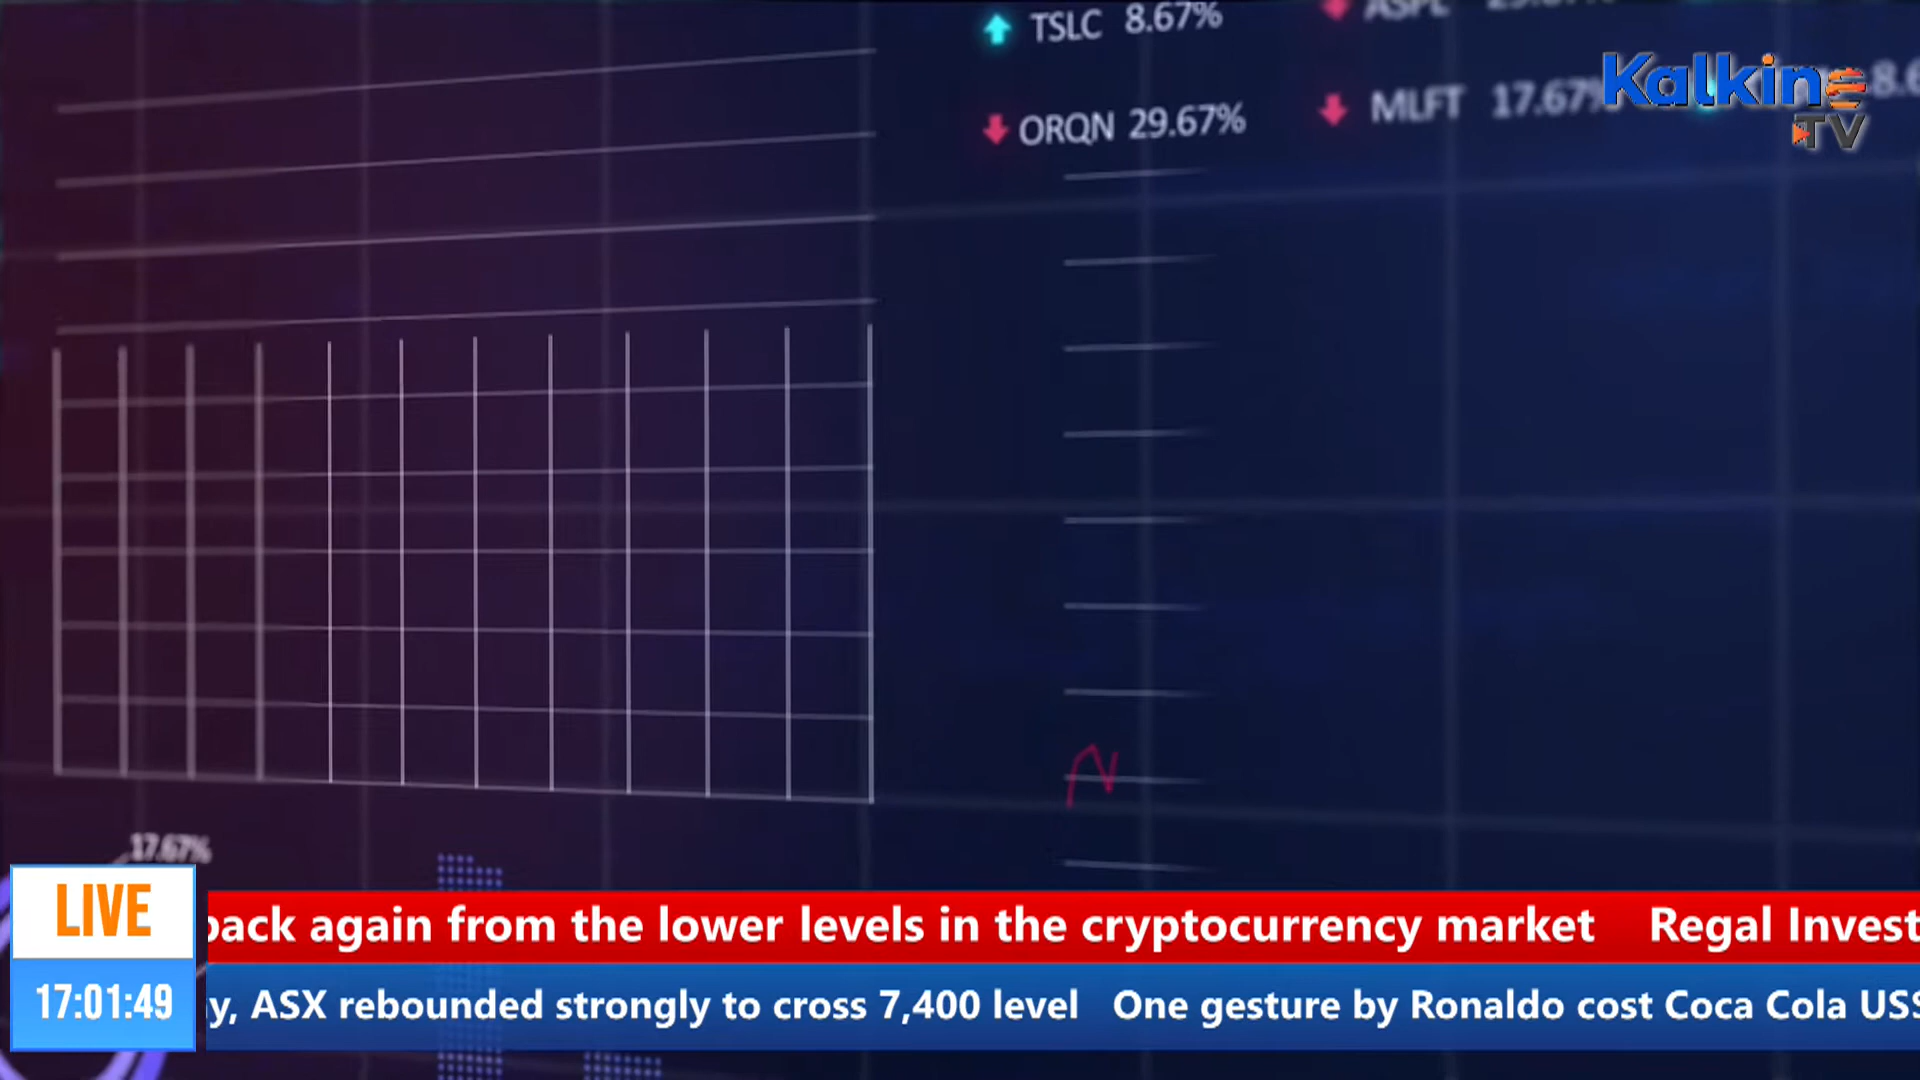 TSLC 8.67%
ORQN 29.67%
MLFT 17.67%
Kalkine
TV
17.67%
LIVE
17:01:49
back again from the lower levels in the cryptocurrency market Regal Invest
y, ASX rebounded strongly to cross 7,400 level One gesture by Ronaldo cost Coca Cola US$